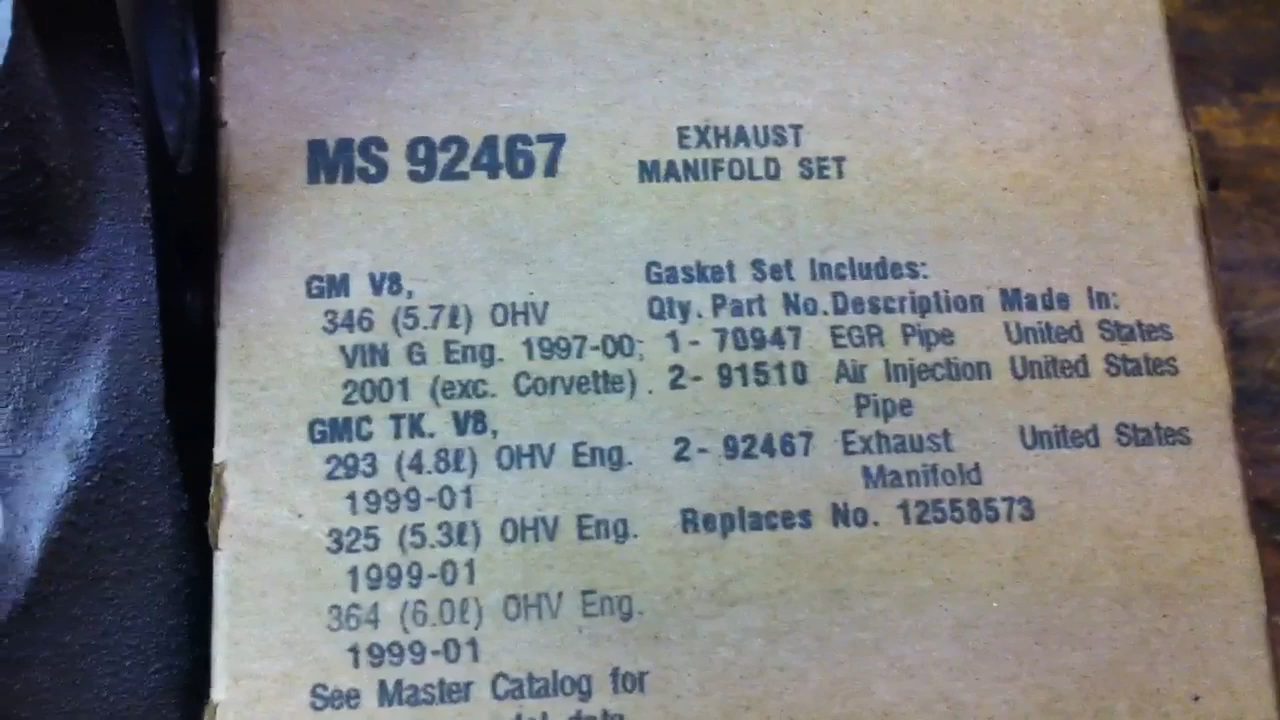 MS 92467
EXHAUST
MANIFOLD SET
GM V8,
346 (5.7ℓ) OHV
VIN G Eng. 1997-00;
2001 (exc. Corvette).
GMC TK. V8,
293 (4.8ℓ) OHV Eng.
1999-01
325 (5.3ℓ) OHV Eng.
1999-01
364 (6.0ℓ) OHV Eng.
1999-01
See Master Catalog for
data
Gasket Set Includes:
Qty. Part No. Description Made In:
1- 70947 EGR Pipe United States
2- 91510 Air Injection United States
Pipe
2- 92467 Exhaust United States
Manifold
Replaces No. 12558573